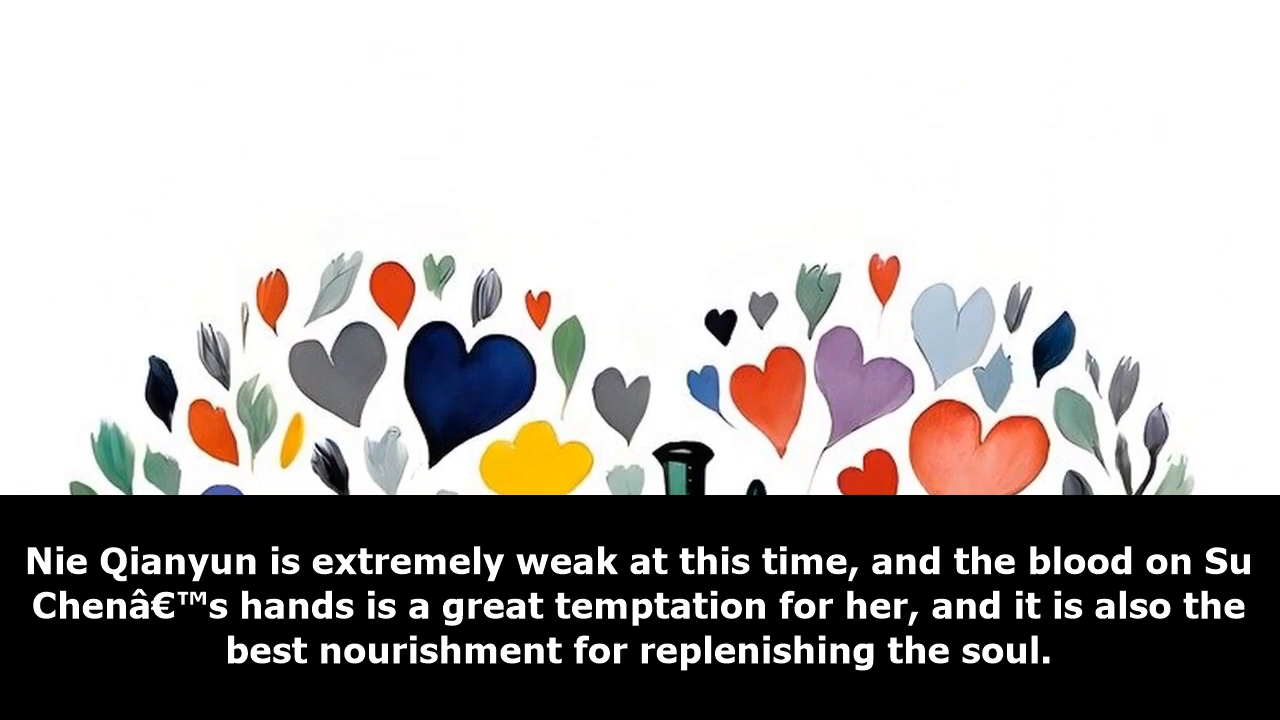 Nie Qianyun is extremely weak at this time, and the blood on Su
Chenâ€™s hands is a great temptation for her, and it is also the
best nourishment for replenishing the soul.